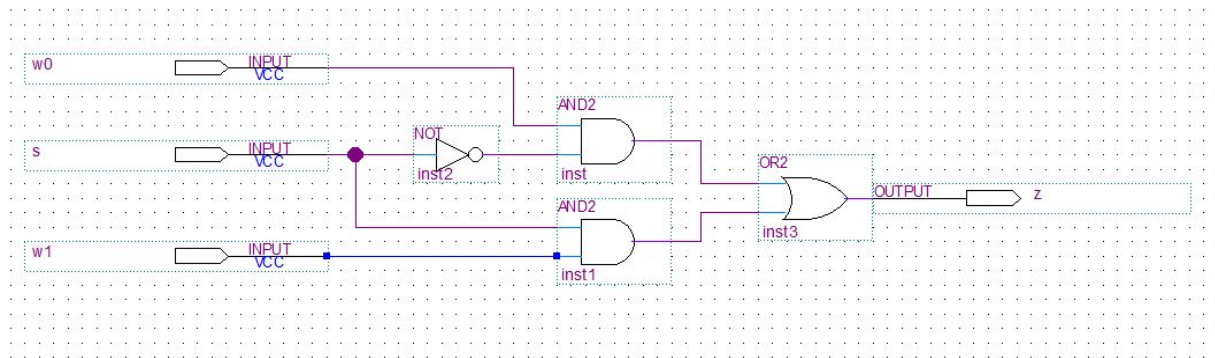 w0
INPUT
VCC
AND2
inst
s
INPUT
VCC
NOT
inst2
OR2
inst3
OUTPUT
z
AND2
inst1
w1
INPUT
VCC